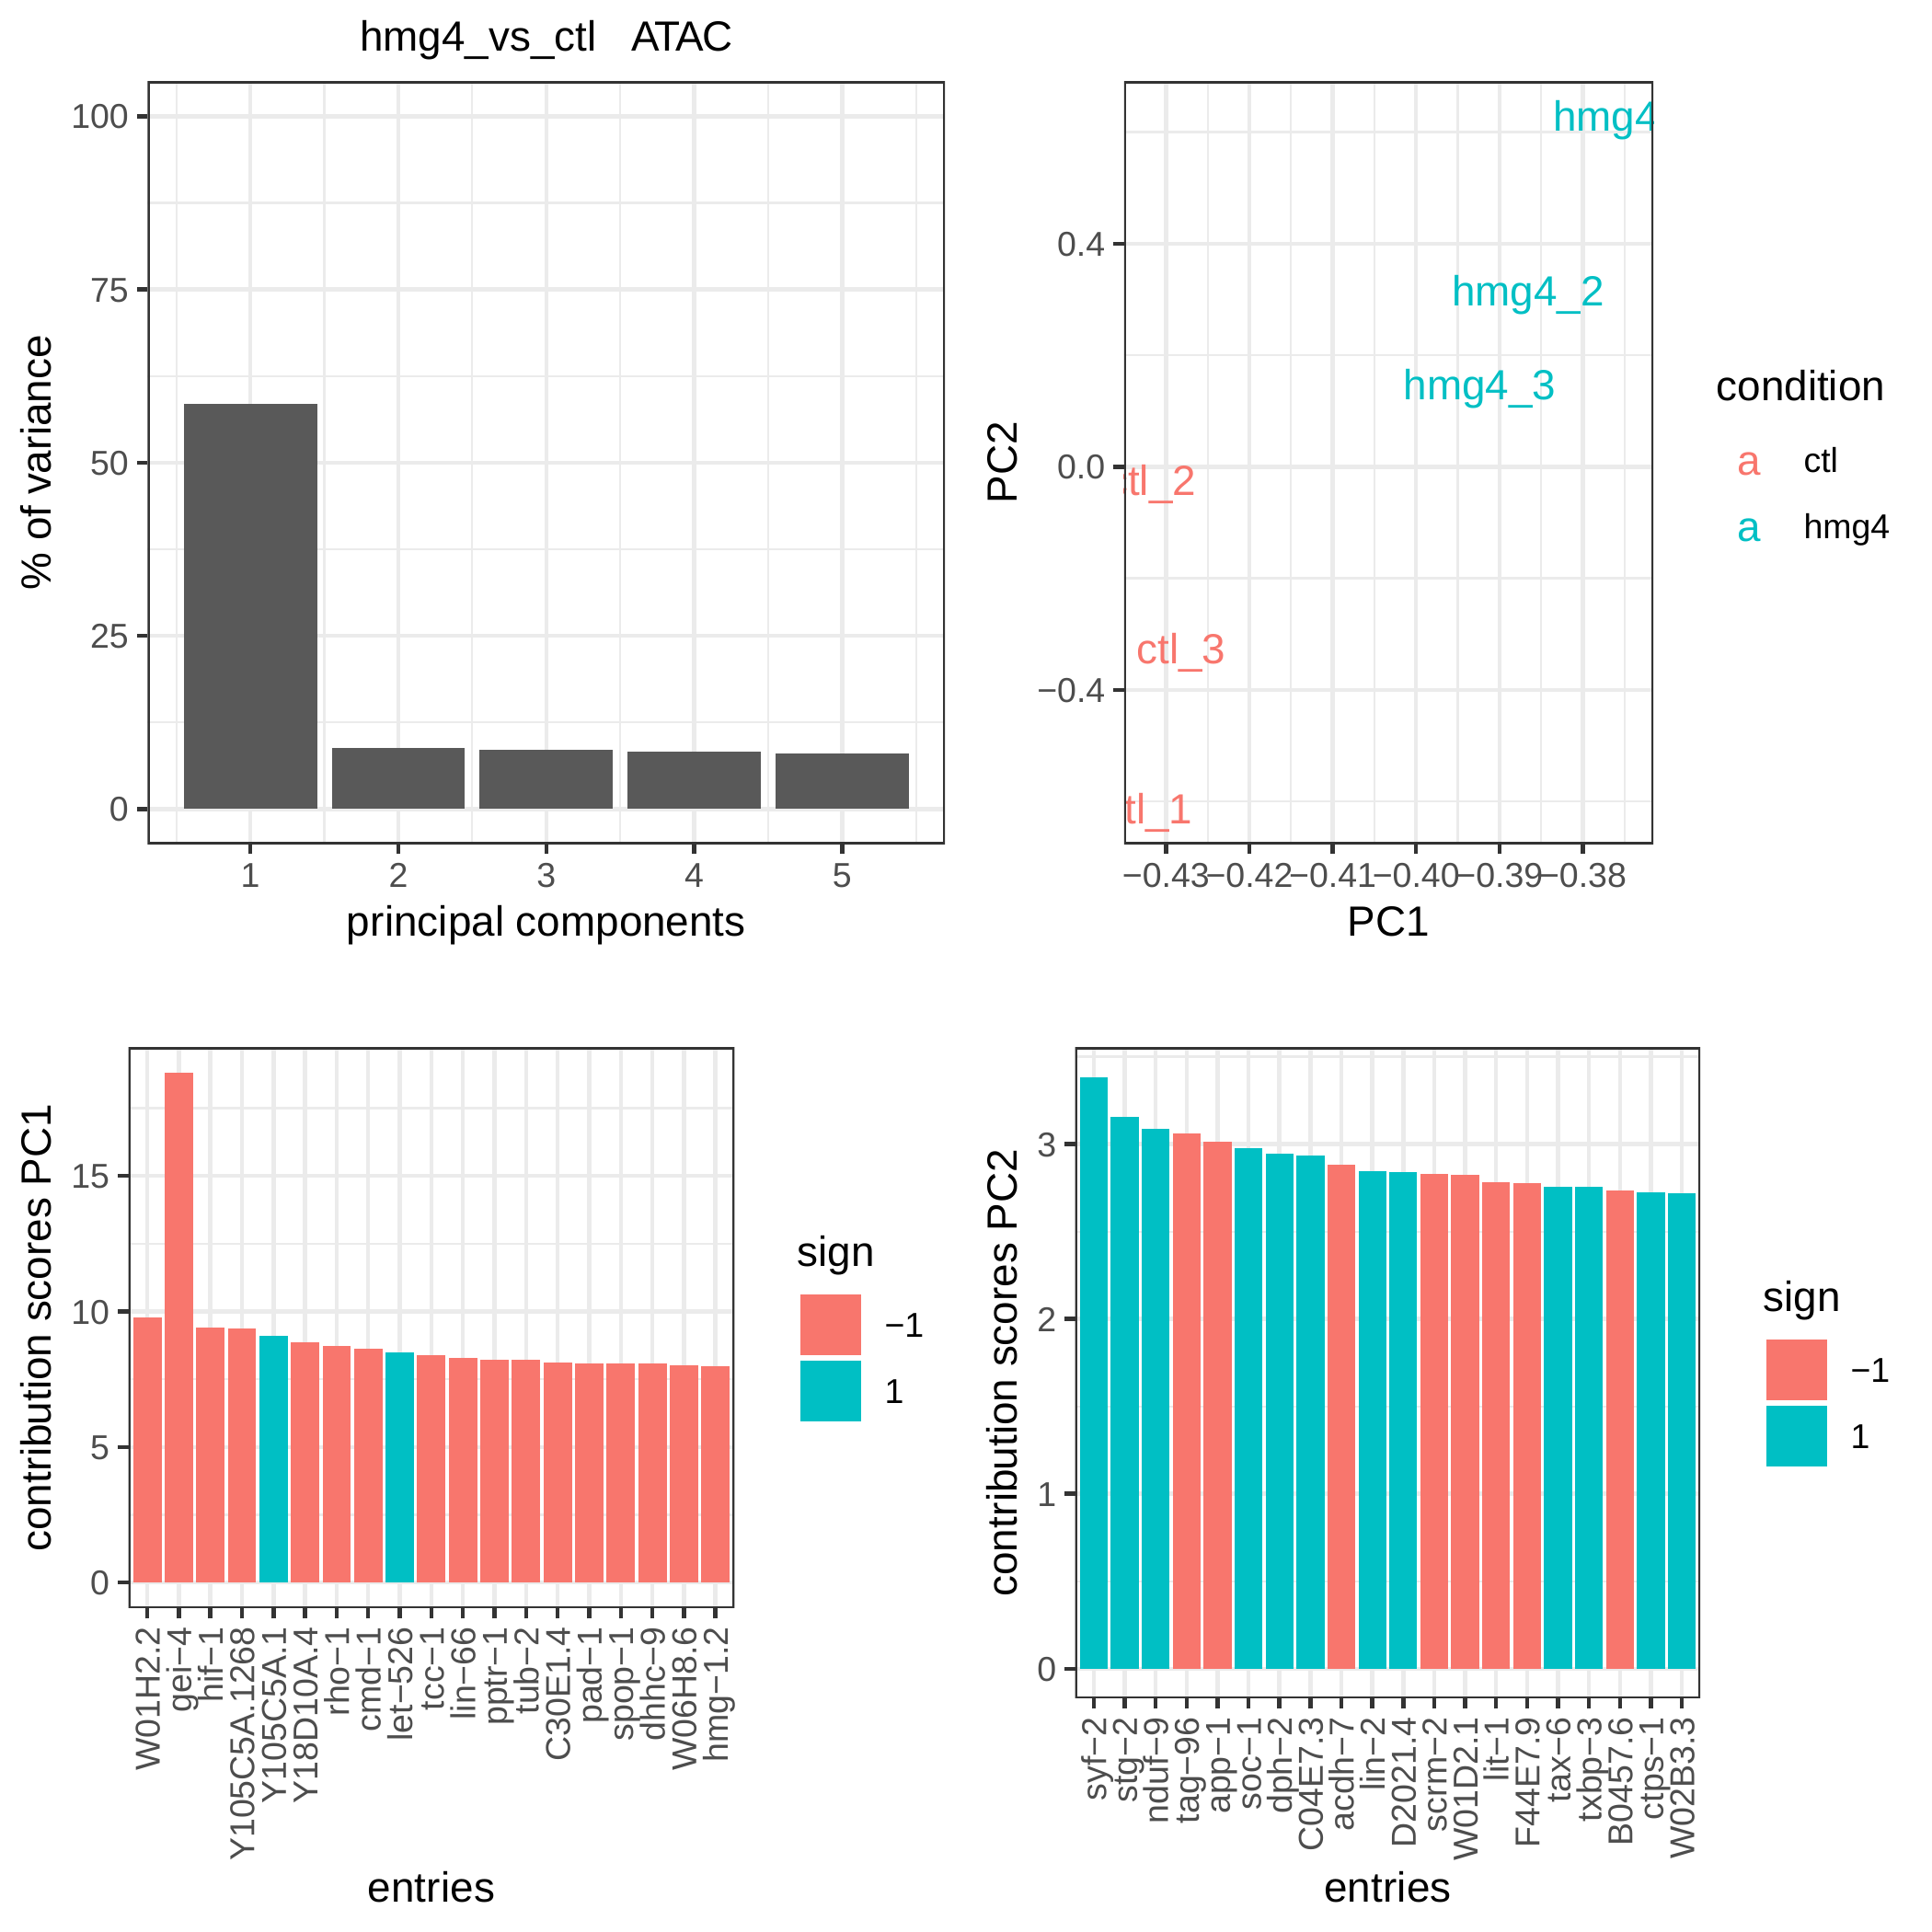 hmg4_vs_ctl ATAC
% of variance
100
75
50
25
0
1 2 3 4 5
principal components
PC2
0.4
0.0
−0.4
hmg4
hmg4_2
hmg4_3
tl_2
ctl_3
tl_1
−0.43 −0.42 −0.41 −0.40 −0.39 −0.38
PC1
condition
a ctl
a hmg4
contribution scores PC1
15
10
5
0
W01H2.2
gei−4
hif−1
Y105C5A.1268
Y105C5A.1
Y18D10A.4
rho−1
cmd−1
let−526
tcc−1
lin−66
pptr−1
tub−2
C30E1.4
pad−1
spop−1
dhhc−9
W06H8.6
hmg−1.2
entries
sign
−1
1
contribution scores PC2
3
2
1
0
syf−2
stg−2
nduf−9
tag−96
app−1
soc−1
dph−2
C04E7.3
acdh−7
lin−2
D2021.4
scrm−2
W01D2.1
lit−1
F44E7.9
tax−6
txbp−3
B0457.6
ctps−1
W02B3.3
entries
sign
−1
1